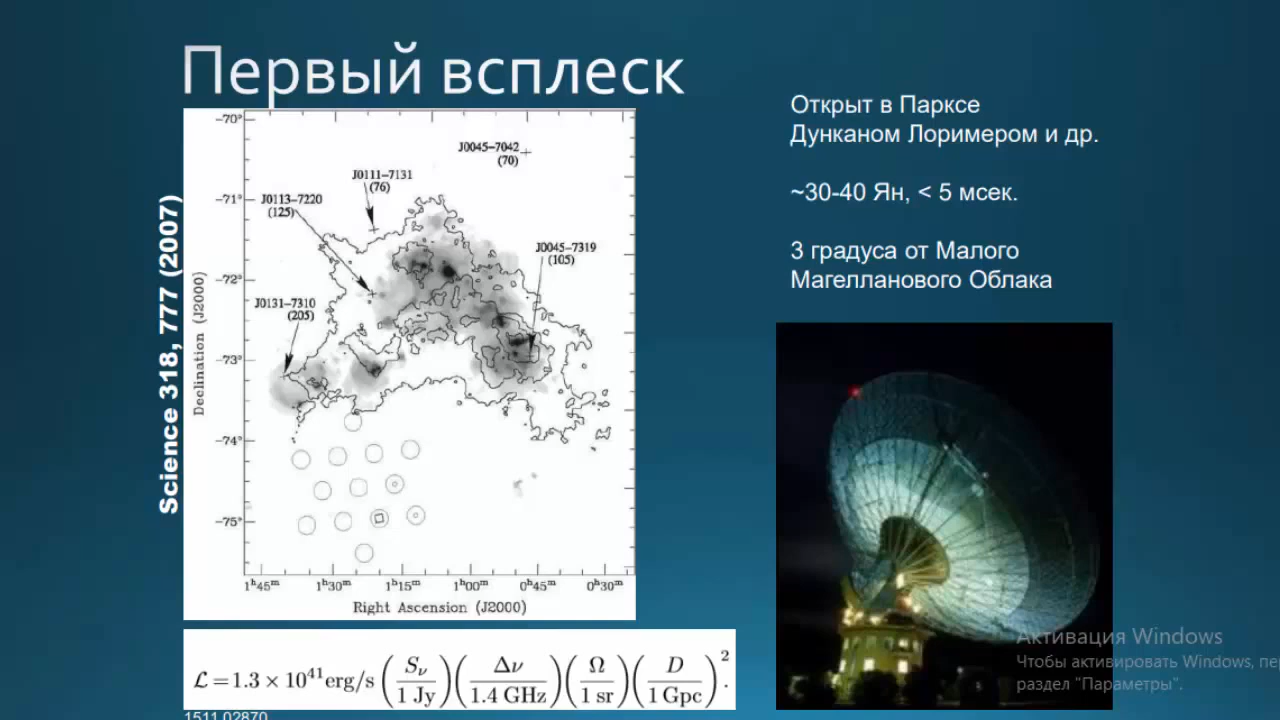 Первый всплеск
Открыт в Парксе
Дунканом Лоримером и др.
~30-40 Ян, < 5 мсек.
3 градуса от Малого
Магелланового Облака
Science 318, 777 (2007)
Declination (J2000)
-70°
-71°
-72°
-73°
-74°
-75°
J0045-7042
(70)
J0111-7131
(76)
J0113-7220
(125)
J0045-7319
(105)
J0131-7310
(205)
1ʰ45ᵐ 1ʰ30ᵐ 1ʰ15ᵐ 1ʰ00ᵐ 0ʰ45ᵐ 0ʰ30ᵐ
Right Ascension (J2000)
ℒ = 1.3 × 10⁴¹ erg/s (Sν / 1 Jy) (Δν / 1.4 GHz) (Ω / 1 sr) (D / 1 Gpc)².
1511.02870
Активация Windows
Чтобы активировать Windows, пе
раздел "Параметры".